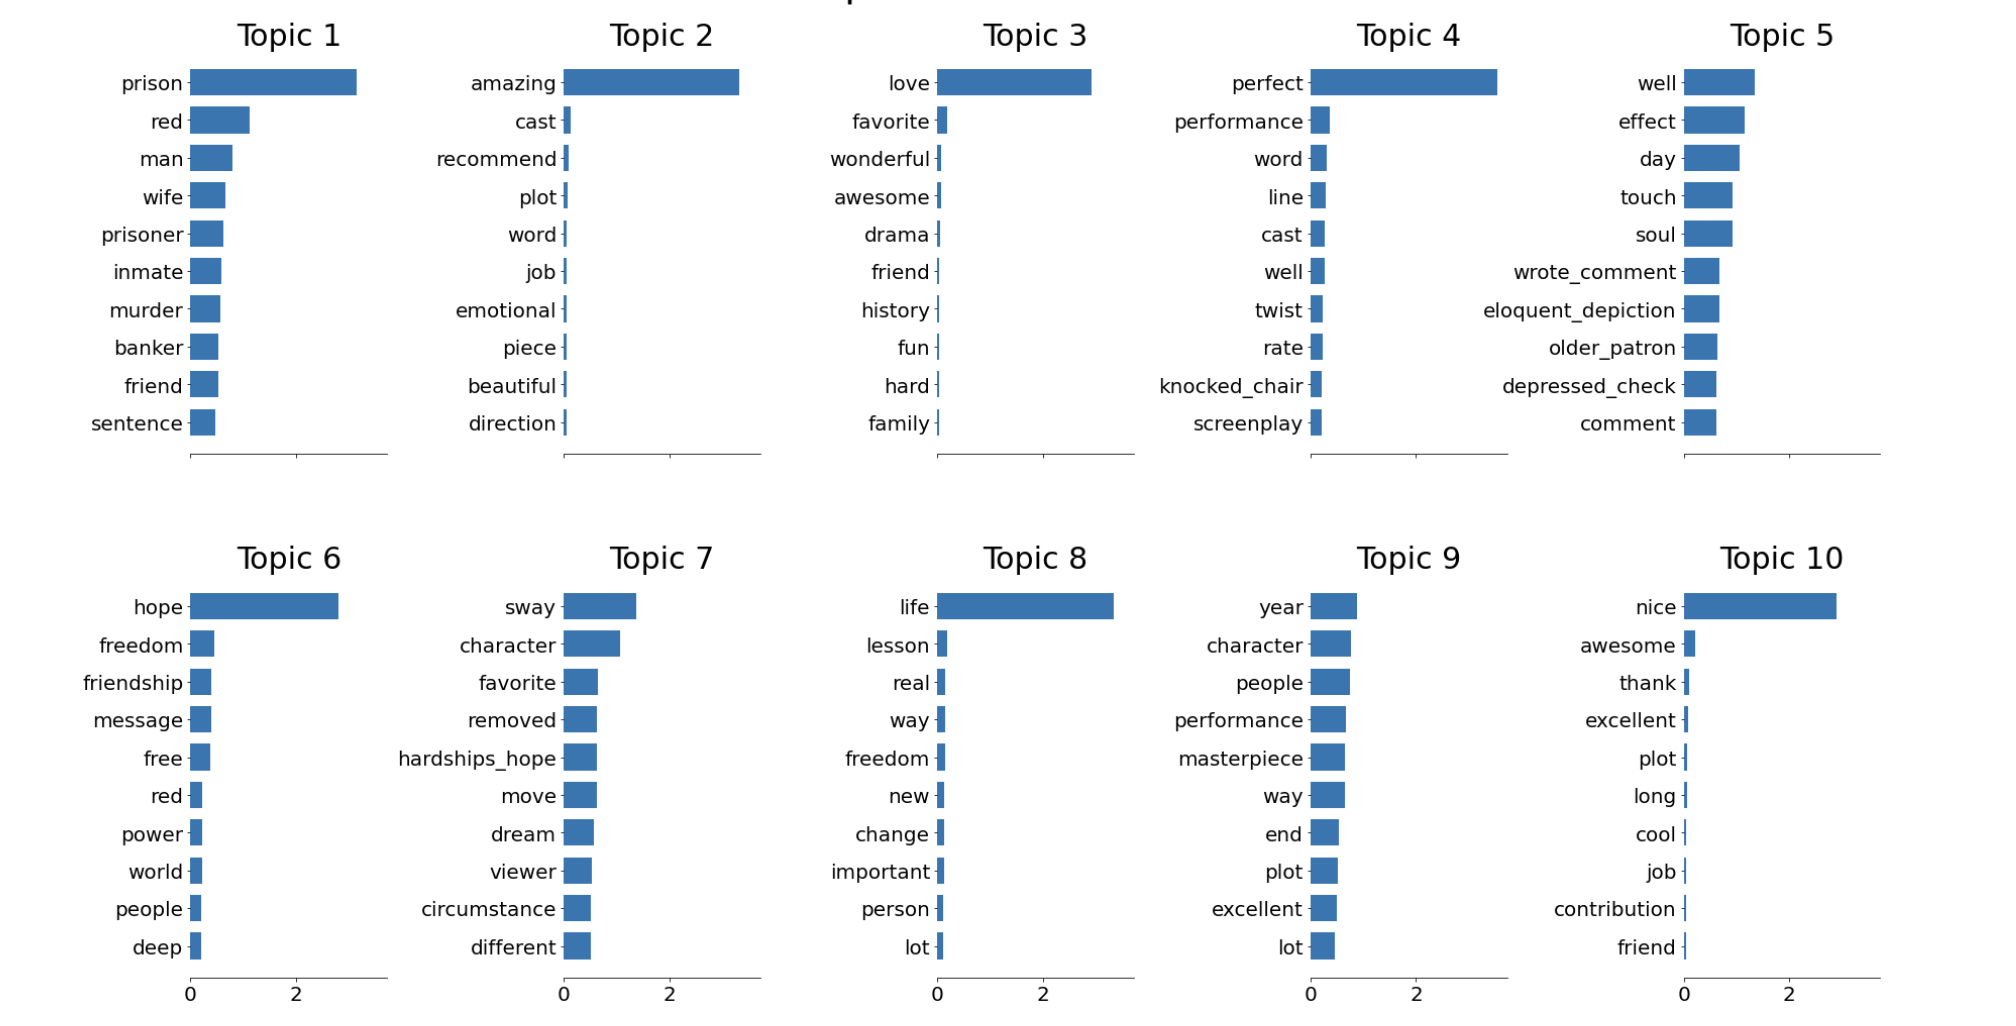 Topic 1
prison
red
man
wife
prisoner
inmate
murder
banker
friend
sentence
Topic 2
amazing
cast
recommend
plot
word
job
emotional
piece
beautiful
direction
Topic 3
love
favorite
wonderful
awesome
drama
friend
history
fun
hard
family
Topic 4
perfect
performance
word
line
cast
well
twist
rate
knocked_chair
screenplay
Topic 5
well
effect
day
touch
soul
wrote_comment
eloquent_depiction
older_patron
depressed_check
comment
Topic 6
hope
freedom
friendship
message
free
red
power
world
people
deep
0 2
Topic 7
sway
character
favorite
removed
hardships_hope
move
dream
viewer
circumstance
different
0 2
Topic 8
life
lesson
real
way
freedom
new
change
important
person
lot
0 2
Topic 9
year
character
people
performance
masterpiece
way
end
plot
excellent
lot
0 2
Topic 10
nice
awesome
thank
excellent
plot
long
cool
job
contribution
friend
0 2